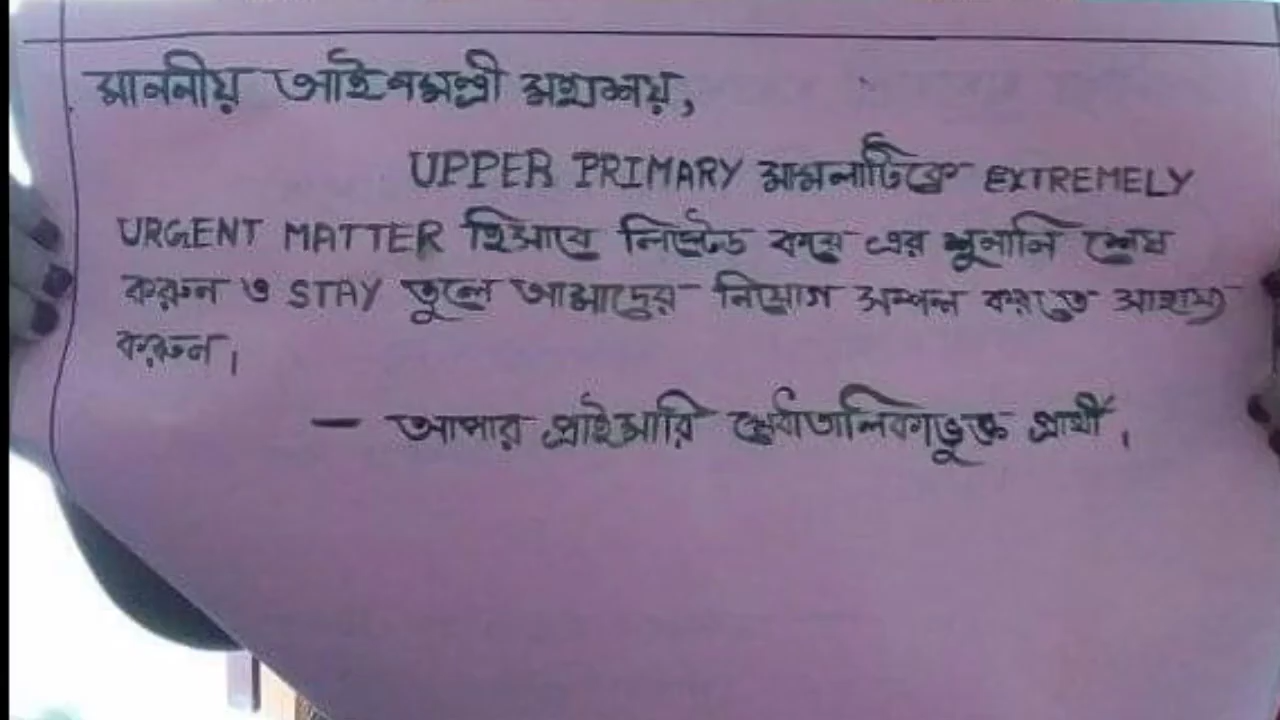 মাননীয় আইনমন্ত্রী মহাশয়,
UPPER PRIMARY মামলাটিকে EXTREMELY
URGENT MATTER হিসাবে লিস্টেড করে এর শুনানি শেষ
করুন ও STAY তুলে আমাদের নিয়োগ সম্পন্ন করতে সাহায্য
করুন।
— আপার প্রাইমারি মেধাতালিকাভুক্ত প্রার্থী।